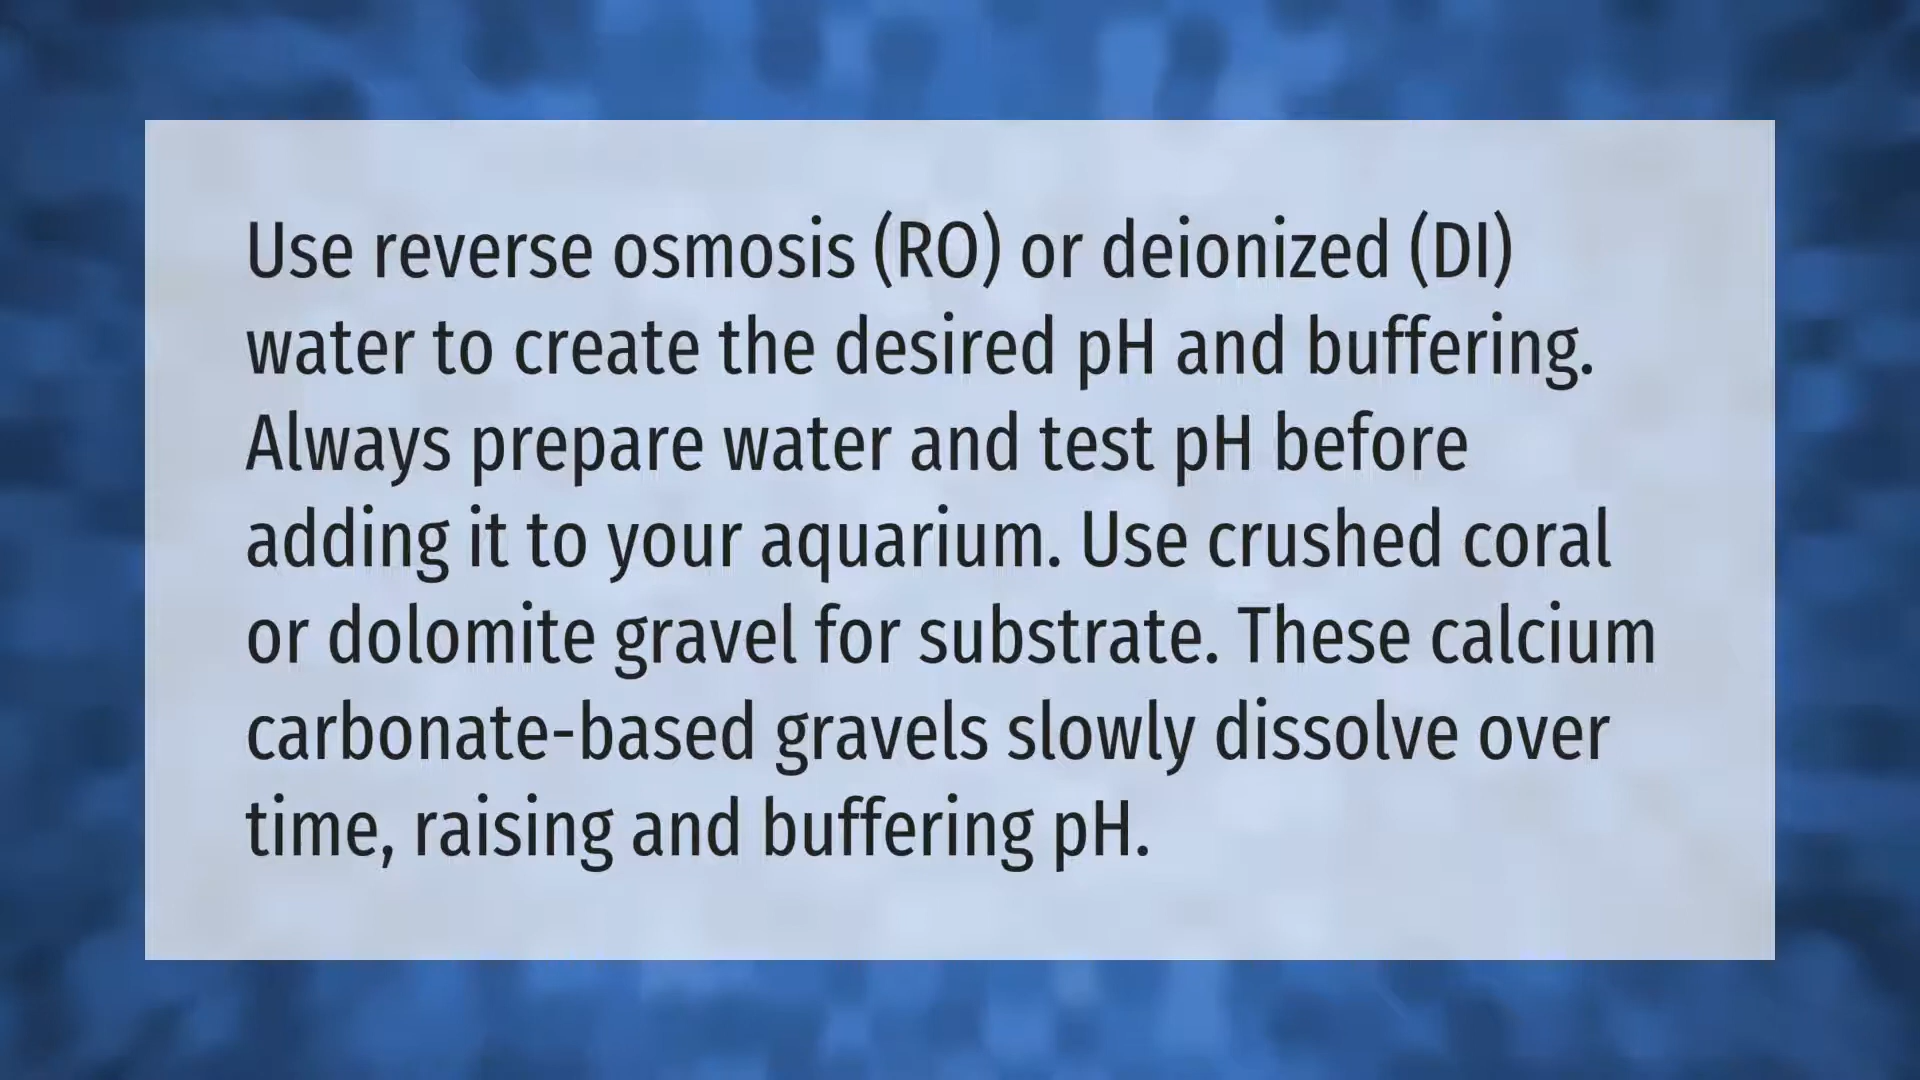 Use reverse osmosis (RO) or deionized (DI)
water to create the desired pH and buffering.
Always prepare water and test pH before
adding it to your aquarium. Use crushed coral
or dolomite gravel for substrate. These calcium
carbonate-based gravels slowly dissolve over
time, raising and buffering pH.